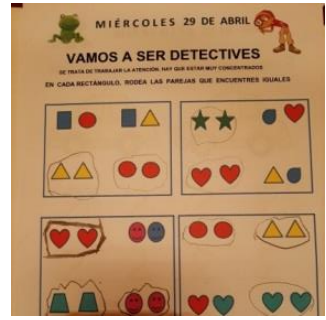 MIÉRCOLES 29 DE ABRIL
VAMOS A SER DETECTIVES
SE TRATA DE TRABAJAR LA ATENCIÓN, HAY QUE ESTAR MUY CONCENTRADOS
EN CADA RECTÁNGULO, RODEA LAS PAREJAS QUE ENCUENTRES IGUALES